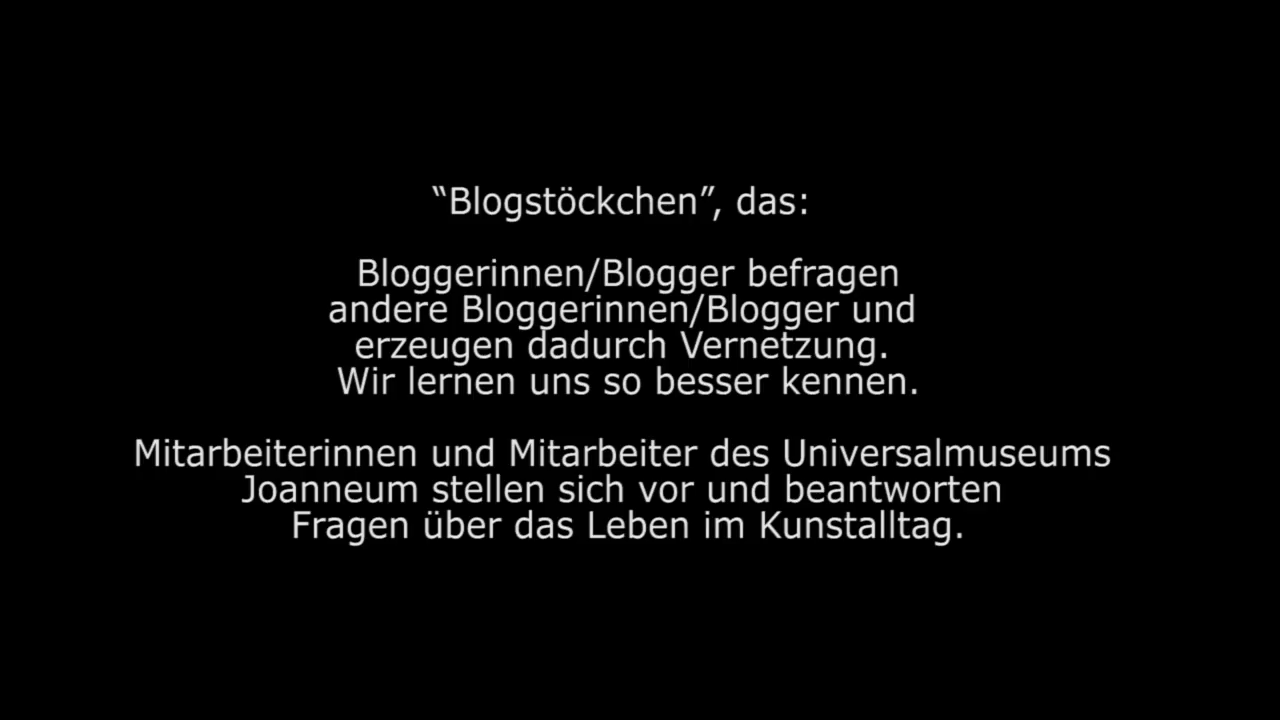 “Blogstöckchen”, das:
Bloggerinnen/Blogger befragen
andere Bloggerinnen/Blogger und
erzeugen dadurch Vernetzung.
Wir lernen uns so besser kennen.
Mitarbeiterinnen und Mitarbeiter des Universalmuseums
Joanneum stellen sich vor und beantworten
Fragen über das Leben im Kunstalltag.